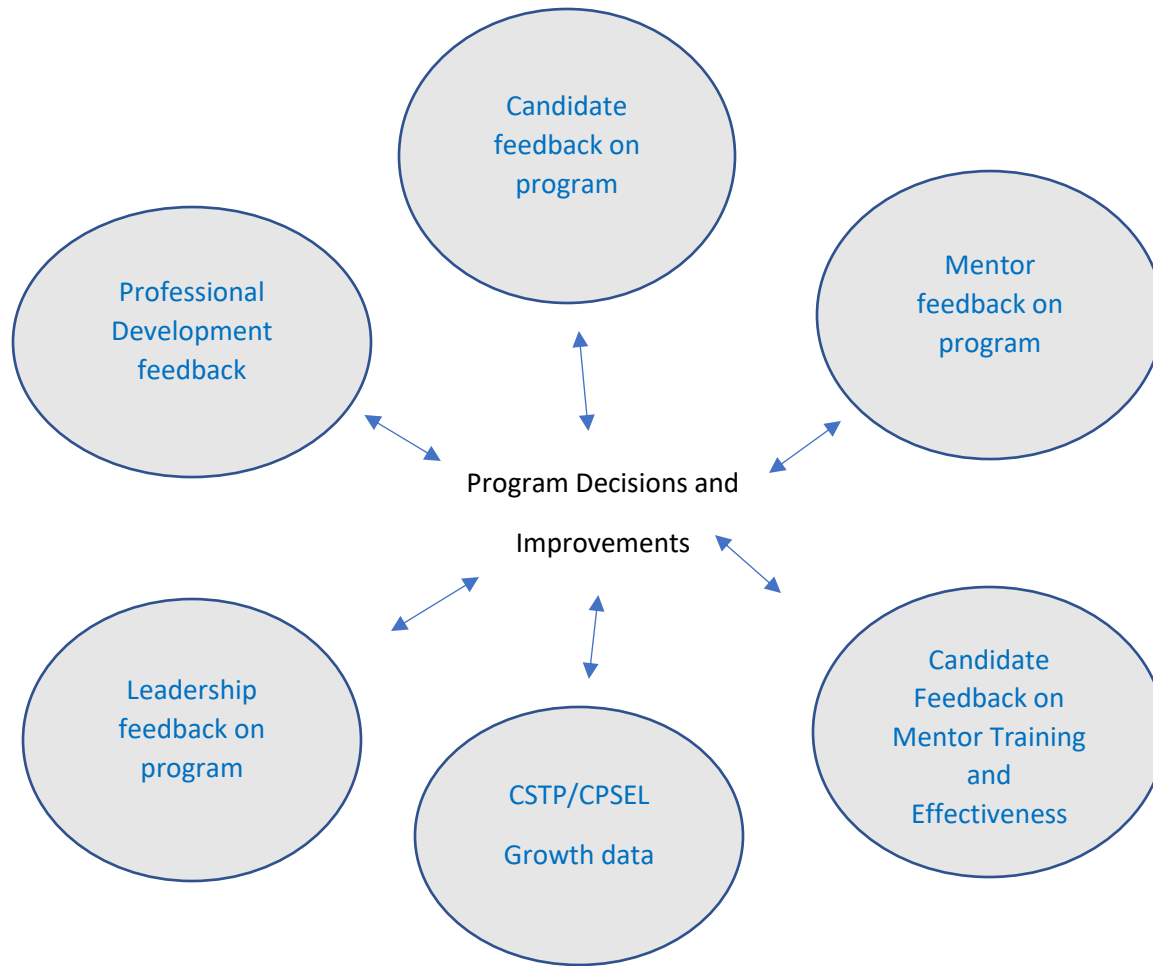 Candidate
feedback on
program
Professional
Development
feedback
Mentor
feedback on
program
Program Decisions and
Improvements
Leadership
feedback on
program
CSTP/CPSEL
Growth data
Candidate
Feedback on
Mentor Training
and
Effectiveness